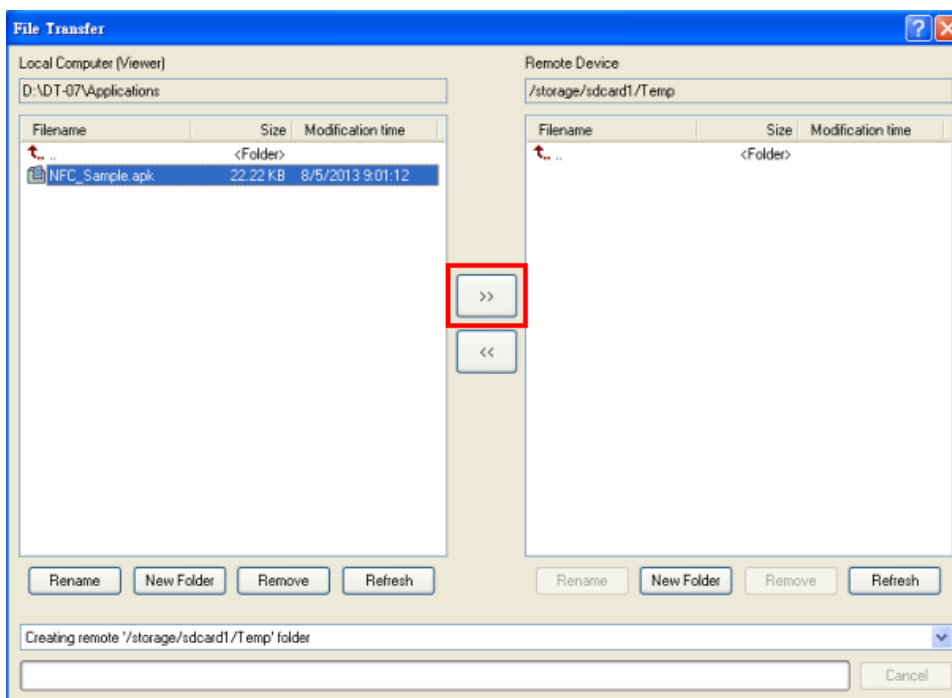 File Transfer
Local Computer (Viewer)
D:\DT-07\Applications
Filename Size Modification time
.. <Folder>
NFC_Sample.apk 22.22 KB 8/5/2013 9:01:12
Rename New Folder Remove Refresh
>>
<<
Remote Device
/storage/sdcard1/Temp
Filename Size Modification time
.. <Folder>
Rename New Folder Remove Refresh
Creating remote '/storage/sdcard1/Temp' folder
Cancel